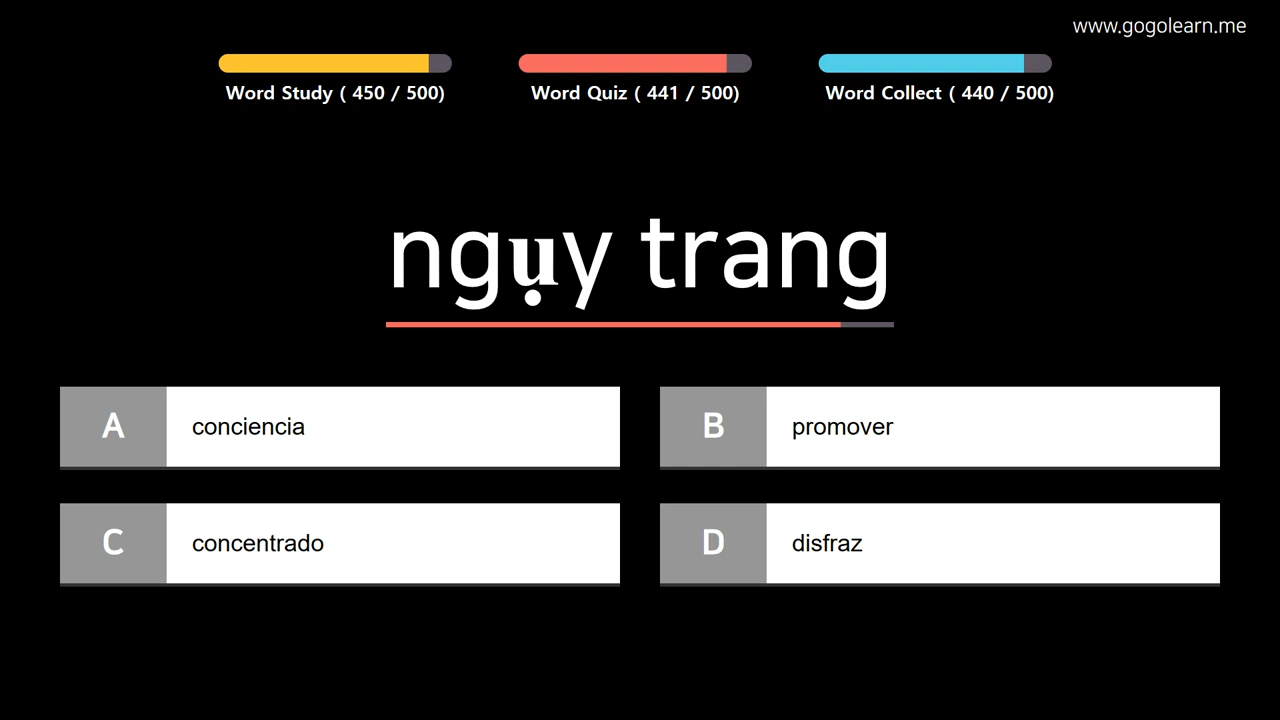 www.gogolearn.me
Word Study ( 450 / 500)
Word Quiz ( 441 / 500)
Word Collect ( 440 / 500)
ngụy trang
A conciencia
B promover
C concentrado
D disfraz